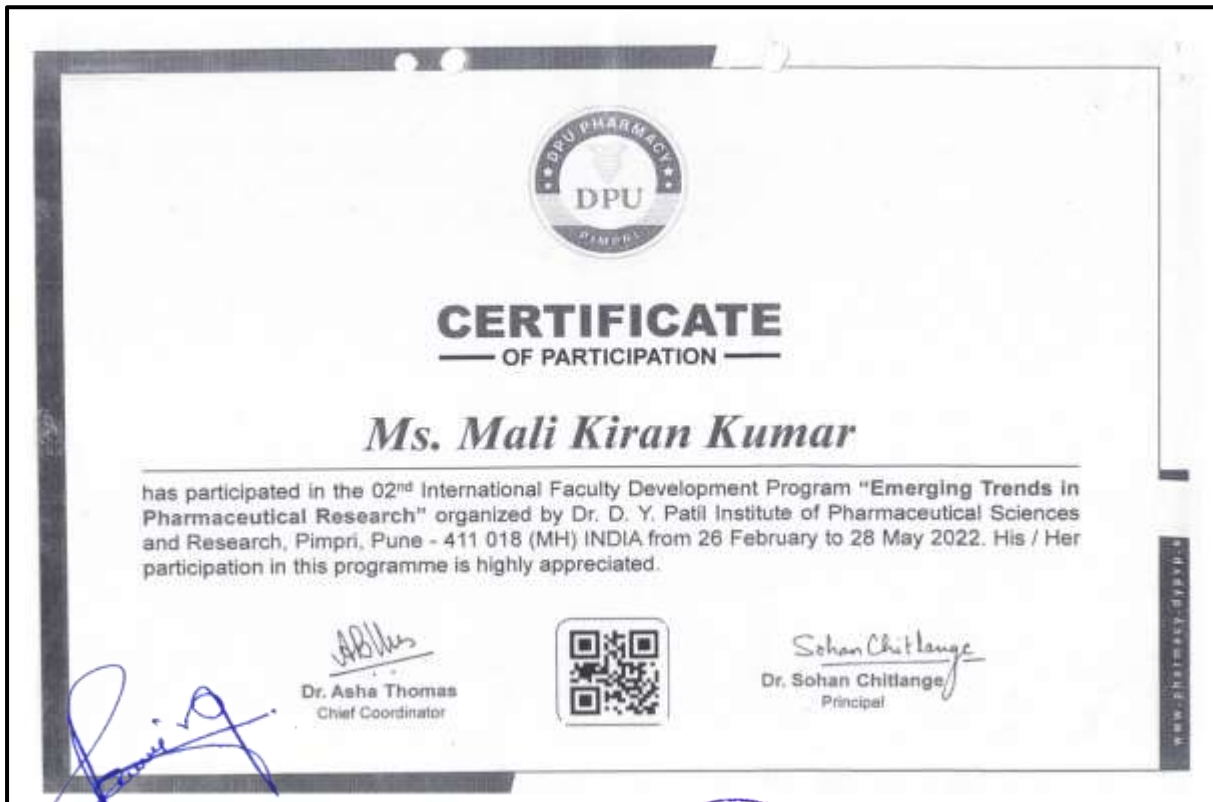 DPU PHARMACY
DPU
PIMPRI
CERTIFICATE
OF PARTICIPATION
Ms. Mali Kiran Kumar
has participated in the 02nd International Faculty Development Program “Emerging Trends in
Pharmaceutical Research” organized by Dr. D. Y. Patil Institute of Pharmaceutical Sciences
and Research, Pimpri, Pune - 411 018 (MH) INDIA from 26 February to 28 May 2022. His / Her
participation in this programme is highly appreciated.
Sohan Chitlange
Dr. Asha Thomas
Chief Coordinator
Dr. Sohan Chitlange
Principal